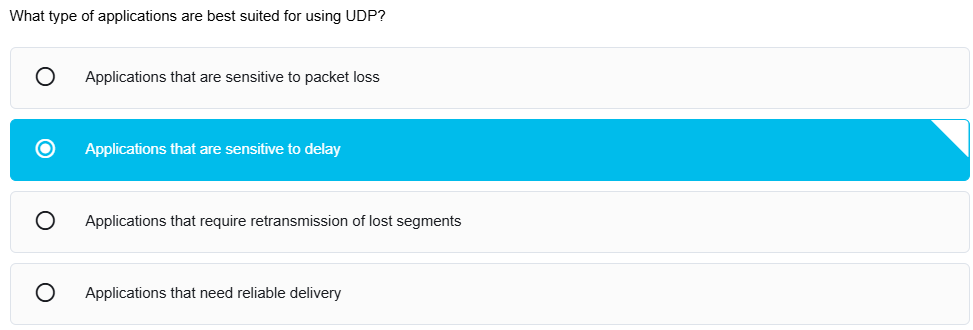 What type of applications are best suited for using UDP?
Applications that are sensitive to packet loss
Applications that are sensitive to delay
Applications that require retransmission of lost segments
Applications that need reliable delivery